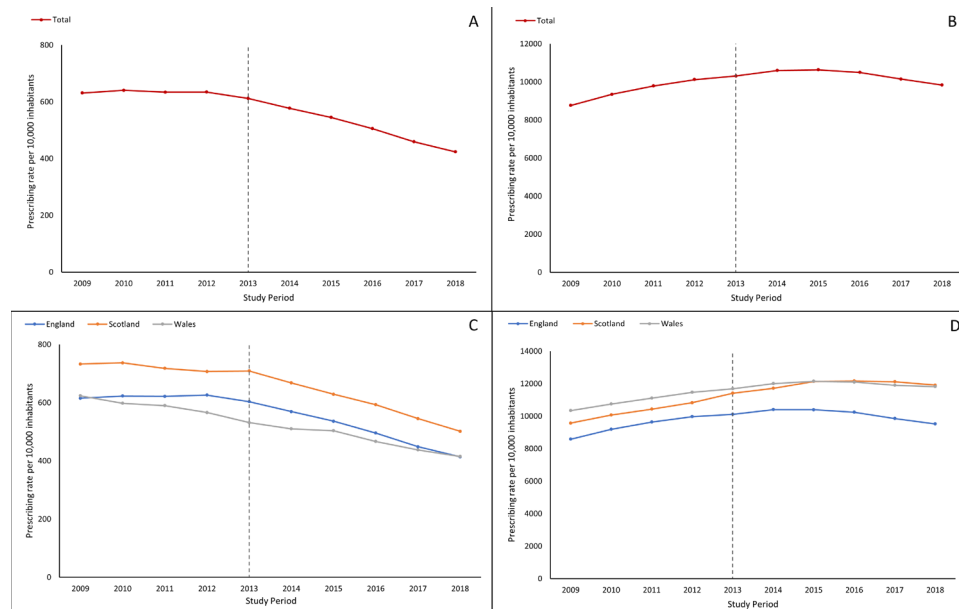 Total
A
Prescribing rate per 10,000 inhabitants
800
600
400
200
0
2009 2010 2011 2012 2013 2014 2015 2016 2017 2018
Study Period
Total
B
Prescribing rate per 10,000 inhabitants
12000
10000
8000
6000
4000
2000
0
2009 2010 2011 2012 2013 2014 2015 2016 2017 2018
Study Period
England Scotland Wales
C
Prescribing rate per 10,000 inhabitants
800
600
400
200
0
2009 2010 2011 2012 2013 2014 2015 2016 2017 2018
Study Period
England Scotland Wales
D
Prescribing rate per 10,000 inhabitants
14000
12000
10000
8000
6000
4000
2000
0
2009 2010 2011 2012 2013 2014 2015 2016 2017 2018
Study Period